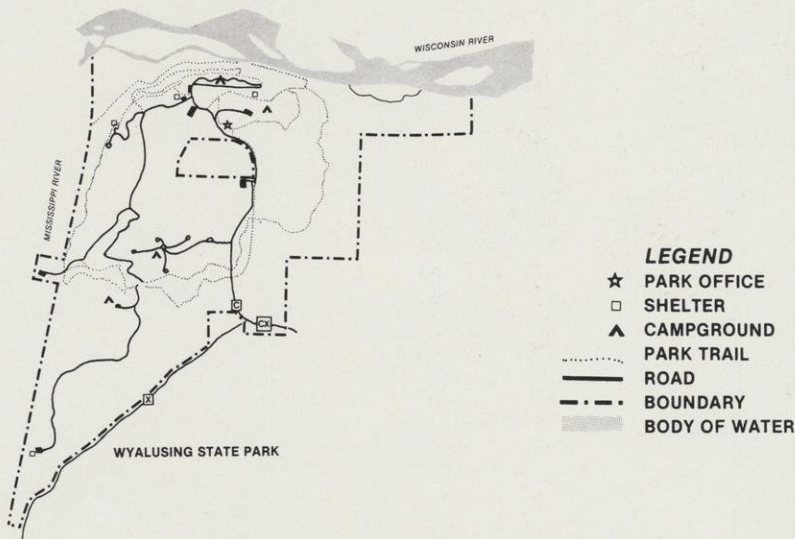 WISCONSIN RIVER
MISSISSIPPI RIVER
C
CX
X
WYALUSING STATE PARK
LEGEND
PARK OFFICE
SHELTER
CAMPGROUND
PARK TRAIL
ROAD
BOUNDARY
BODY OF WATER